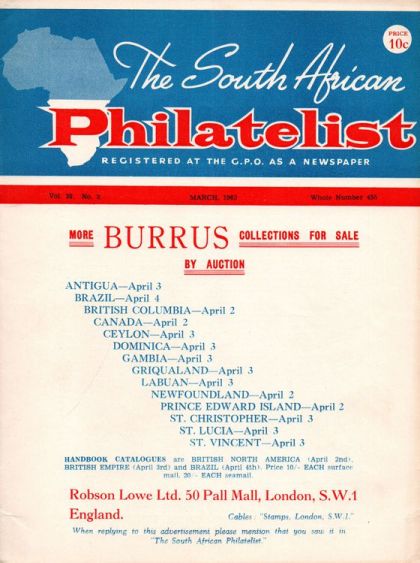 PRICE
10c
The South African
Philatelist
REGISTERED AT THE G.P.O. AS A NEWSPAPER
Vol. No. MARCH, Whole Number
MORE BURRUS COLLECTIONS FOR SALE
BY AUCTION
ANTIGUA—April 3
BRAZIL—April 4
BRITISH COLUMBIA—April 2
CANADA—April 2
CEYLON—April 3
DOMINICA—April 3
GAMBIA—April 3
GRIQUALAND—April 3
LABUAN—April 3
NEWFOUNDLAND—April 2
PRINCE EDWARD ISLAND—April 2
ST. CHRISTOPHER—April 3
ST. LUCIA—April 3
ST. VINCENT—April 3
HANDBOOK CATALOGUES are BRITISH NORTH AMERICA (April 2nd),
BRITISH EMPIRE (April 3rd) and BRAZIL (April 4th). Price 10/- EACH surface
mail, 20/- EACH seamail.
Robson Lowe Ltd. 50 Pall Mall, London, S.W.1
England. Cables: "Stamps, London, S.W.1."
When replying to this advertisement please mention that you saw it in
"The South African Philatelist."